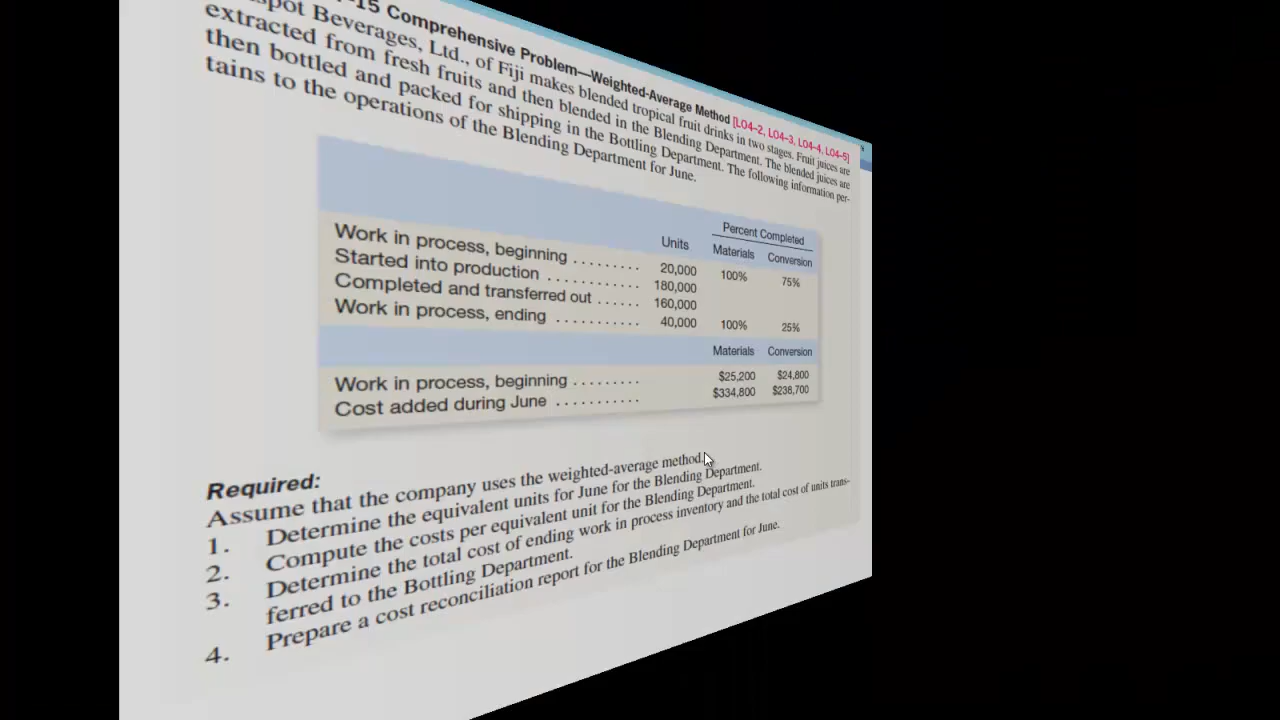 -15 Comprehensive Problem—Weighted-Average Method [LO4–2, LO4–3, LO4–4, LO4–5]
spot Beverages, Ltd., of Fiji makes blended tropical fruit drinks in two stages. Fruit juices are
extracted from fresh fruits and then blended in the Blending Department. The blended juices are
then bottled and packed for shipping in the Bottling Department. The following information per-
tains to the operations of the Blending Department for June.
Percent Completed
Units Materials Conversion
Work in process, beginning ......... 20,000 100% 75%
Started into production ............ 180,000
Completed and transferred out ...... 160,000
Work in process, ending ........... 40,000 100% 25%
Materials Conversion
Work in process, beginning ......... $25,200 $24,800
Cost added during June ........... $334,800 $238,700
Required:
Assume that the company uses the weighted-average method.
1. Determine the equivalent units for June for the Blending Department.
2. Compute the costs per equivalent unit for the Blending Department.
3. Determine the total cost of ending work in process inventory and the total cost of units trans-
ferred to the Bottling Department.
4. Prepare a cost reconciliation report for the Blending Department for June.